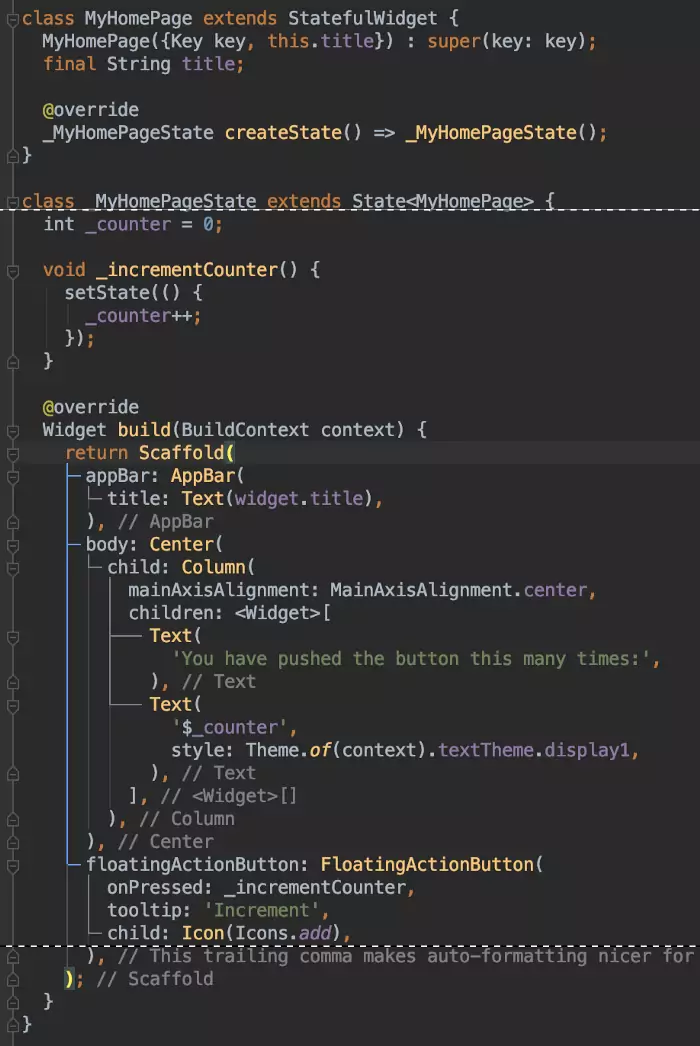 class MyHomePage extends StatefulWidget {
  MyHomePage({Key key, this.title}) : super(key: key);
  final String title;

  @override
  _MyHomePageState createState() => _MyHomePageState();
}

class _MyHomePageState extends State<MyHomePage> {
  int _counter = 0;

  void _incrementCounter() {
    setState(() {
      _counter++;
    });
  }

  @override
  Widget build(BuildContext context) {
    return Scaffold(
      appBar: AppBar(
        title: Text(widget.title),
      ), // AppBar
      body: Center(
        child: Column(
          mainAxisAlignment: MainAxisAlignment.center,
          children: <Widget>[
            Text(
              'You have pushed the button this many times:',
            ), // Text
            Text(
              '$_counter',
              style: Theme.of(context).textTheme.display1,
            ), // Text
          ], // <Widget>[]
        ), // Column
      ), // Center
      floatingActionButton: FloatingActionButton(
        onPressed: _incrementCounter,
        tooltip: 'Increment',
        child: Icon(Icons.add),
      ), // This trailing comma makes auto-formatting nicer for
    ); // Scaffold
  }
}